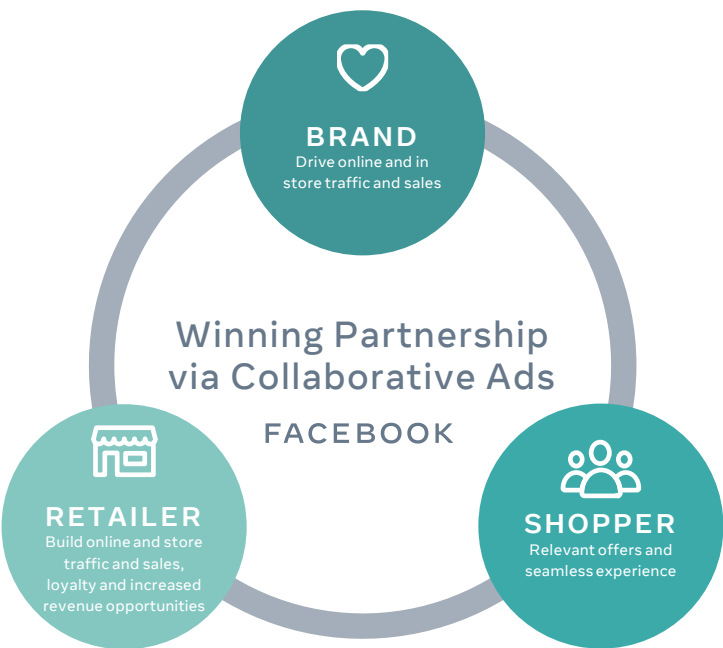 BRAND
Drive online and in
store traffic and sales
Winning Partnership
via Collaborative Ads
FACEBOOK
RETAILER
Build online and store
traffic and sales,
loyalty and increased
revenue opportunities
SHOPPER
Relevant offers and
seamless experience